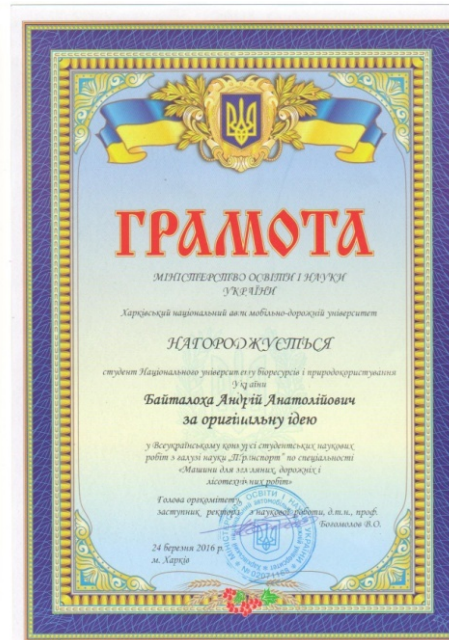 ГРАМОТА
МІНІСТЕРСТВО ОСВІТИ І НАУКИ
УКРАЇНИ
Харківський національний автомобільно-дорожній університет
НАГОРОДЖУЄТЬСЯ
студент Національного університету біоресурсів і природокористування
України
Байталоха Андрій Анатолійович
за оригінальну ідею
у Всеукраїнському конкурсі студентських наукових
робіт з галузі науки „Транспорт” по спеціальності
«Машини для земляних, дорожніх і
лісотехнічних робіт»
Голова оргкомітету
заступник ректора з наукової роботи, д.т.н., проф.
Богомолов В.О.
24 березня 2016 р.
м. Харків